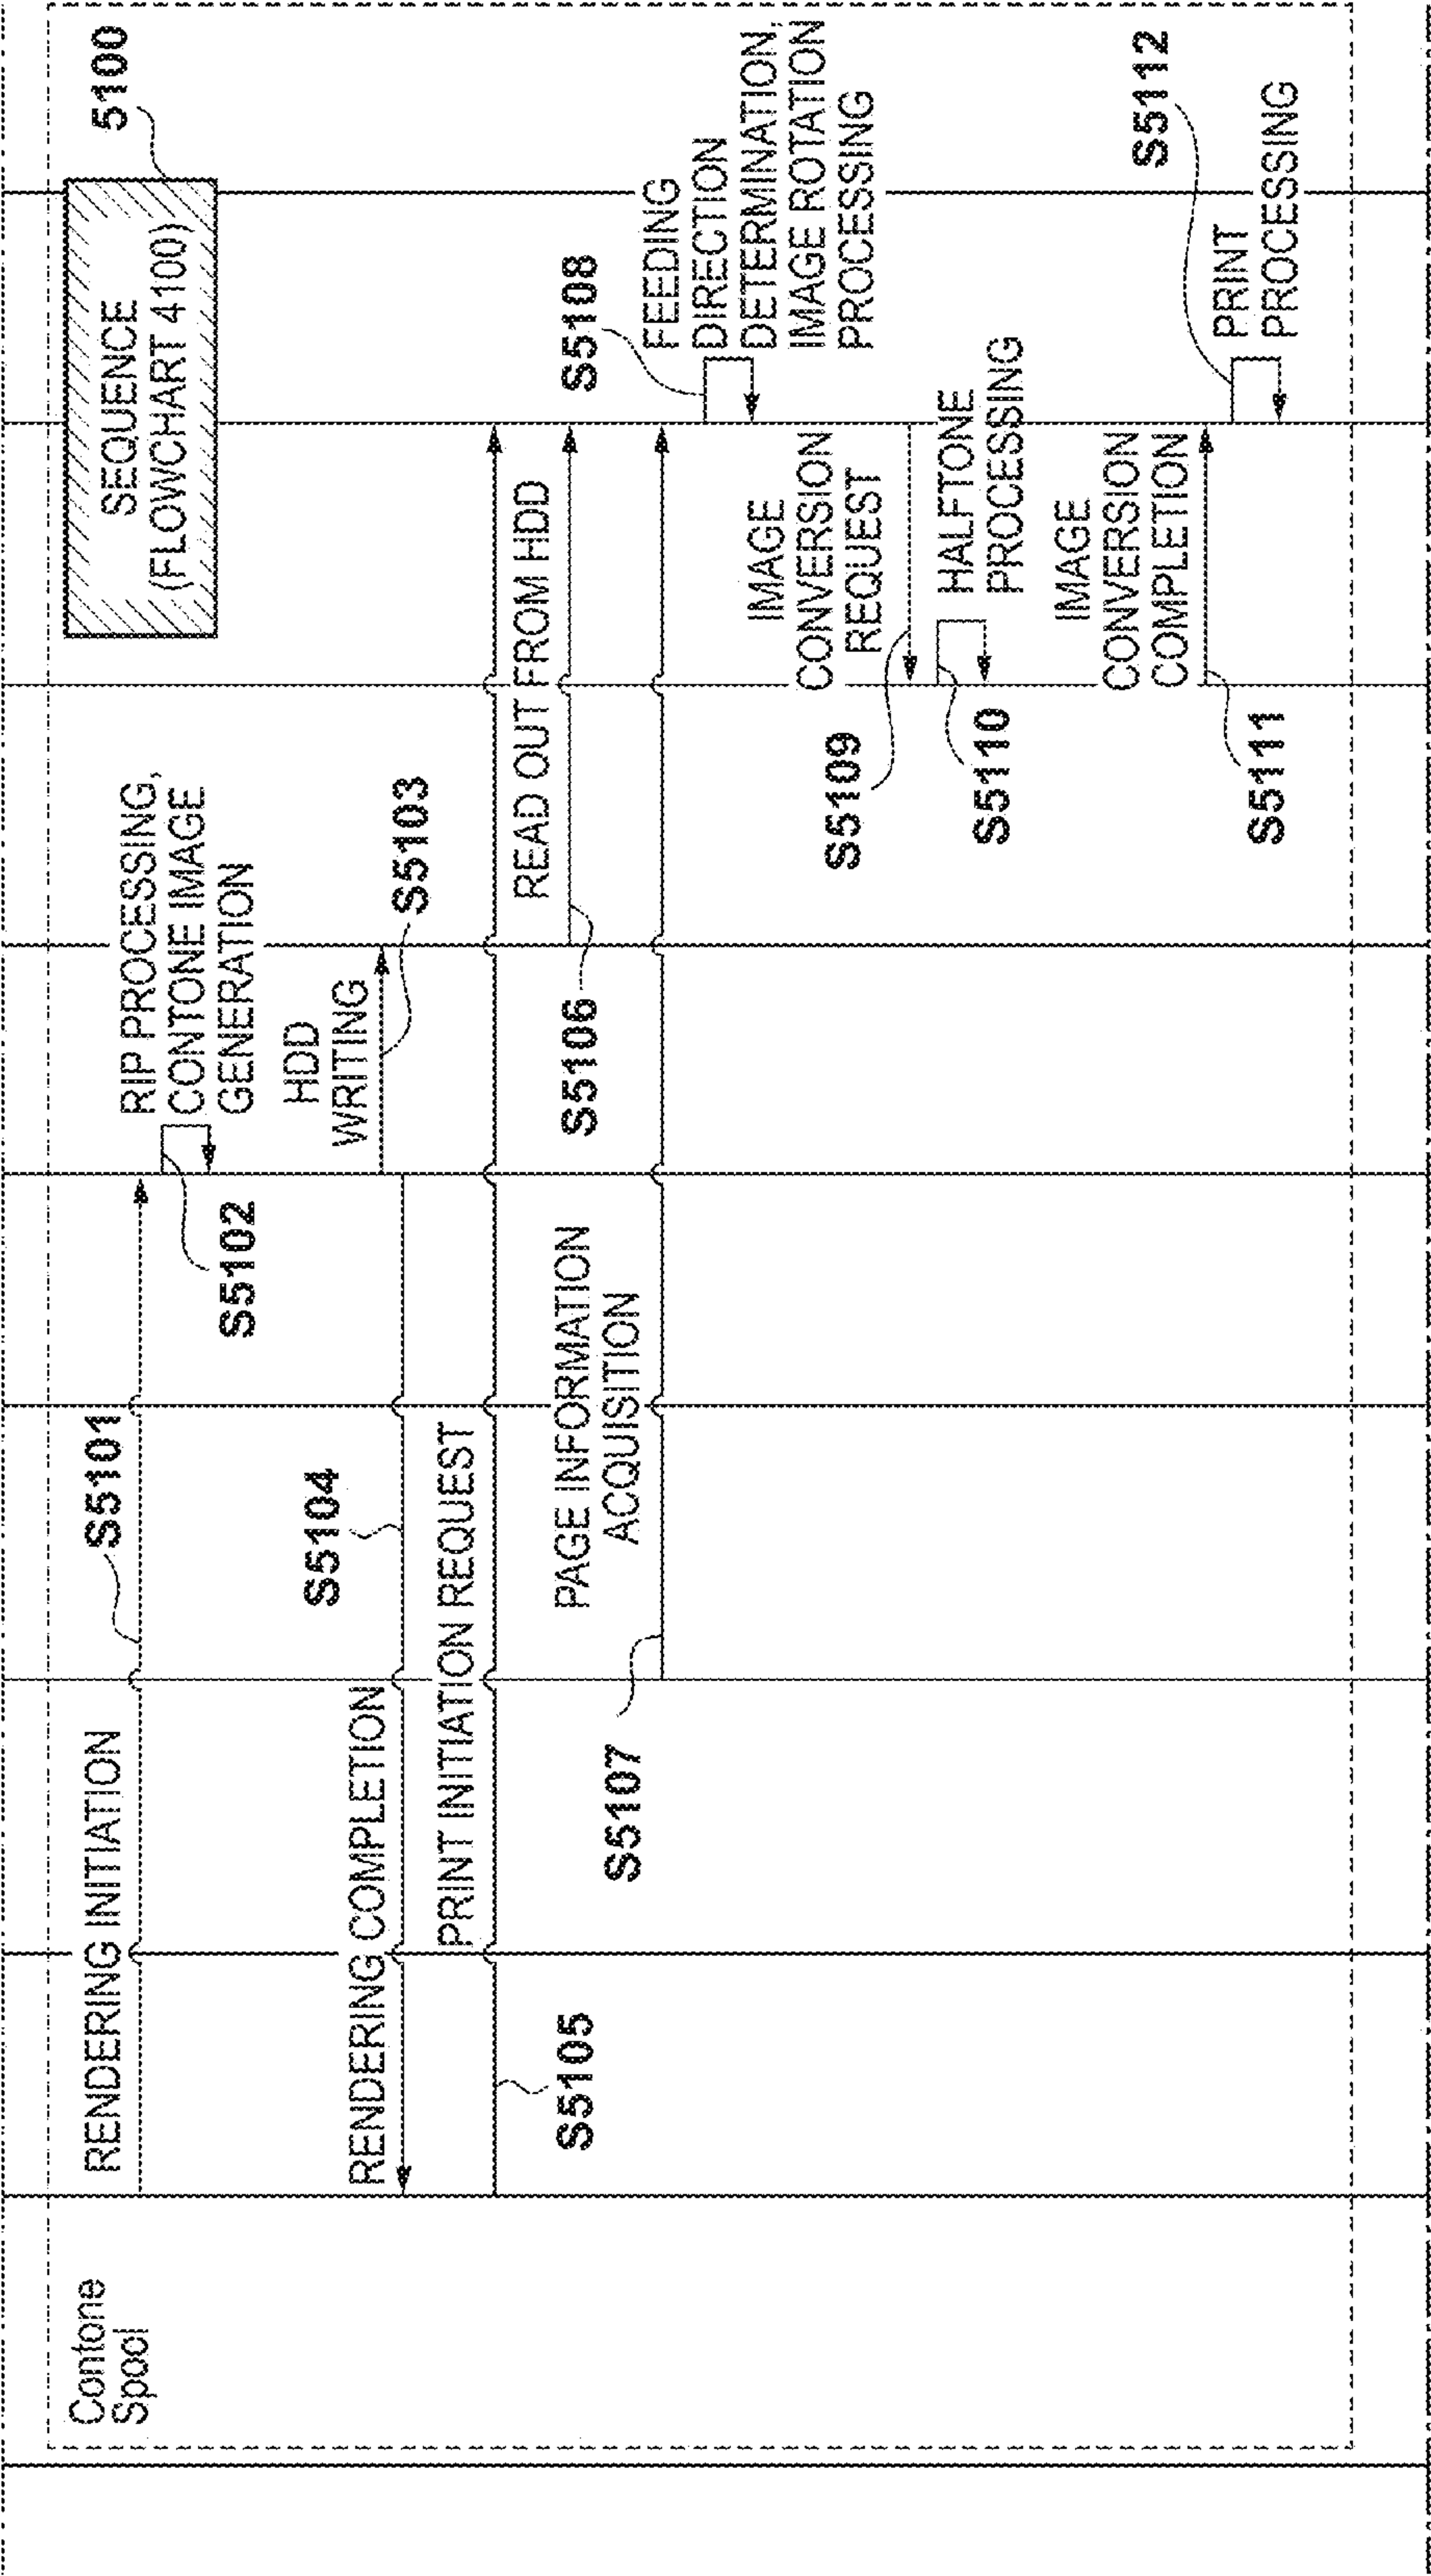 Contone
Spool
SEQUENCE
(FLOWCHART 4100)
5100
RENDERING INITIATION
S5101
RIP PROCESSING,
CONTONE IMAGE
GENERATION
S5102
HDD
WRITING
S5103
RENDERING COMPLETION
S5104
PRINT INITIATION REQUEST
S5105
READ OUT FROM HDD
S5106
PAGE INFORMATION
ACQUISITION
S5107
S5108
FEEDING
DIRECTION
DETERMINATION,
IMAGE ROTATION
PROCESSING
IMAGE
CONVERSION
REQUEST
S5109
HALFTONE
PROCESSING
S5110
IMAGE
CONVERSION
COMPLETION
S5111
S5112
PRINT
PROCESSING